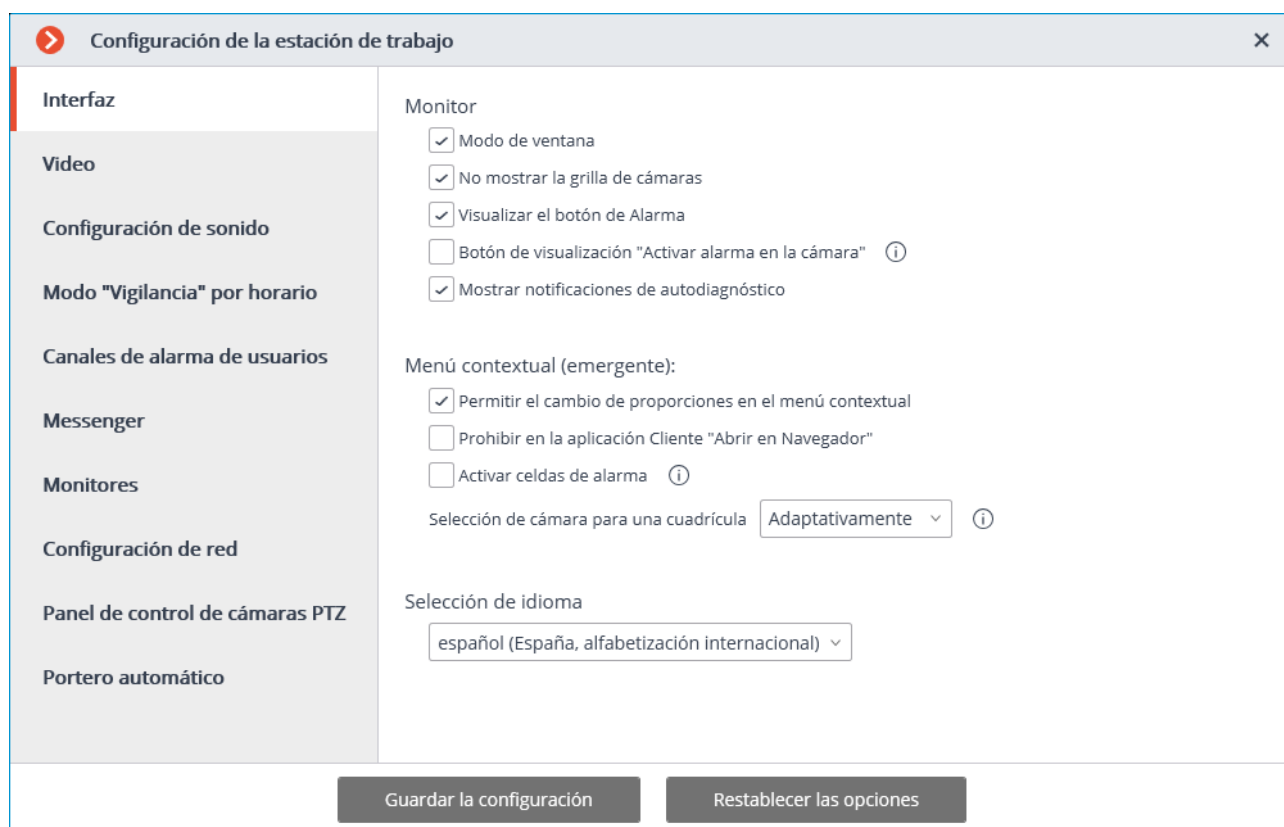 Configuración de la estación de trabajo
Interfaz
Video
Configuración de sonido
Modo "Vigilancia" por horario
Canales de alarma de usuarios
Messenger
Monitores
Configuración de red
Panel de control de cámaras PTZ
Portero automático
Monitor
Modo de ventana
No mostrar la grilla de cámaras
Visualizar el botón de Alarma
Botón de visualización "Activar alarma en la cámara"
Mostrar notificaciones de autodiagnóstico
Menú contextual (emergente):
Permitir el cambio de proporciones en el menú contextual
Prohibir en la aplicación Cliente "Abrir en Navegador"
Activar celdas de alarma
Selección de cámara para una cuadrícula Adaptativamente
Selección de idioma
español (España, alfabetización internacional)
Guardar la configuración Restablecer las opciones